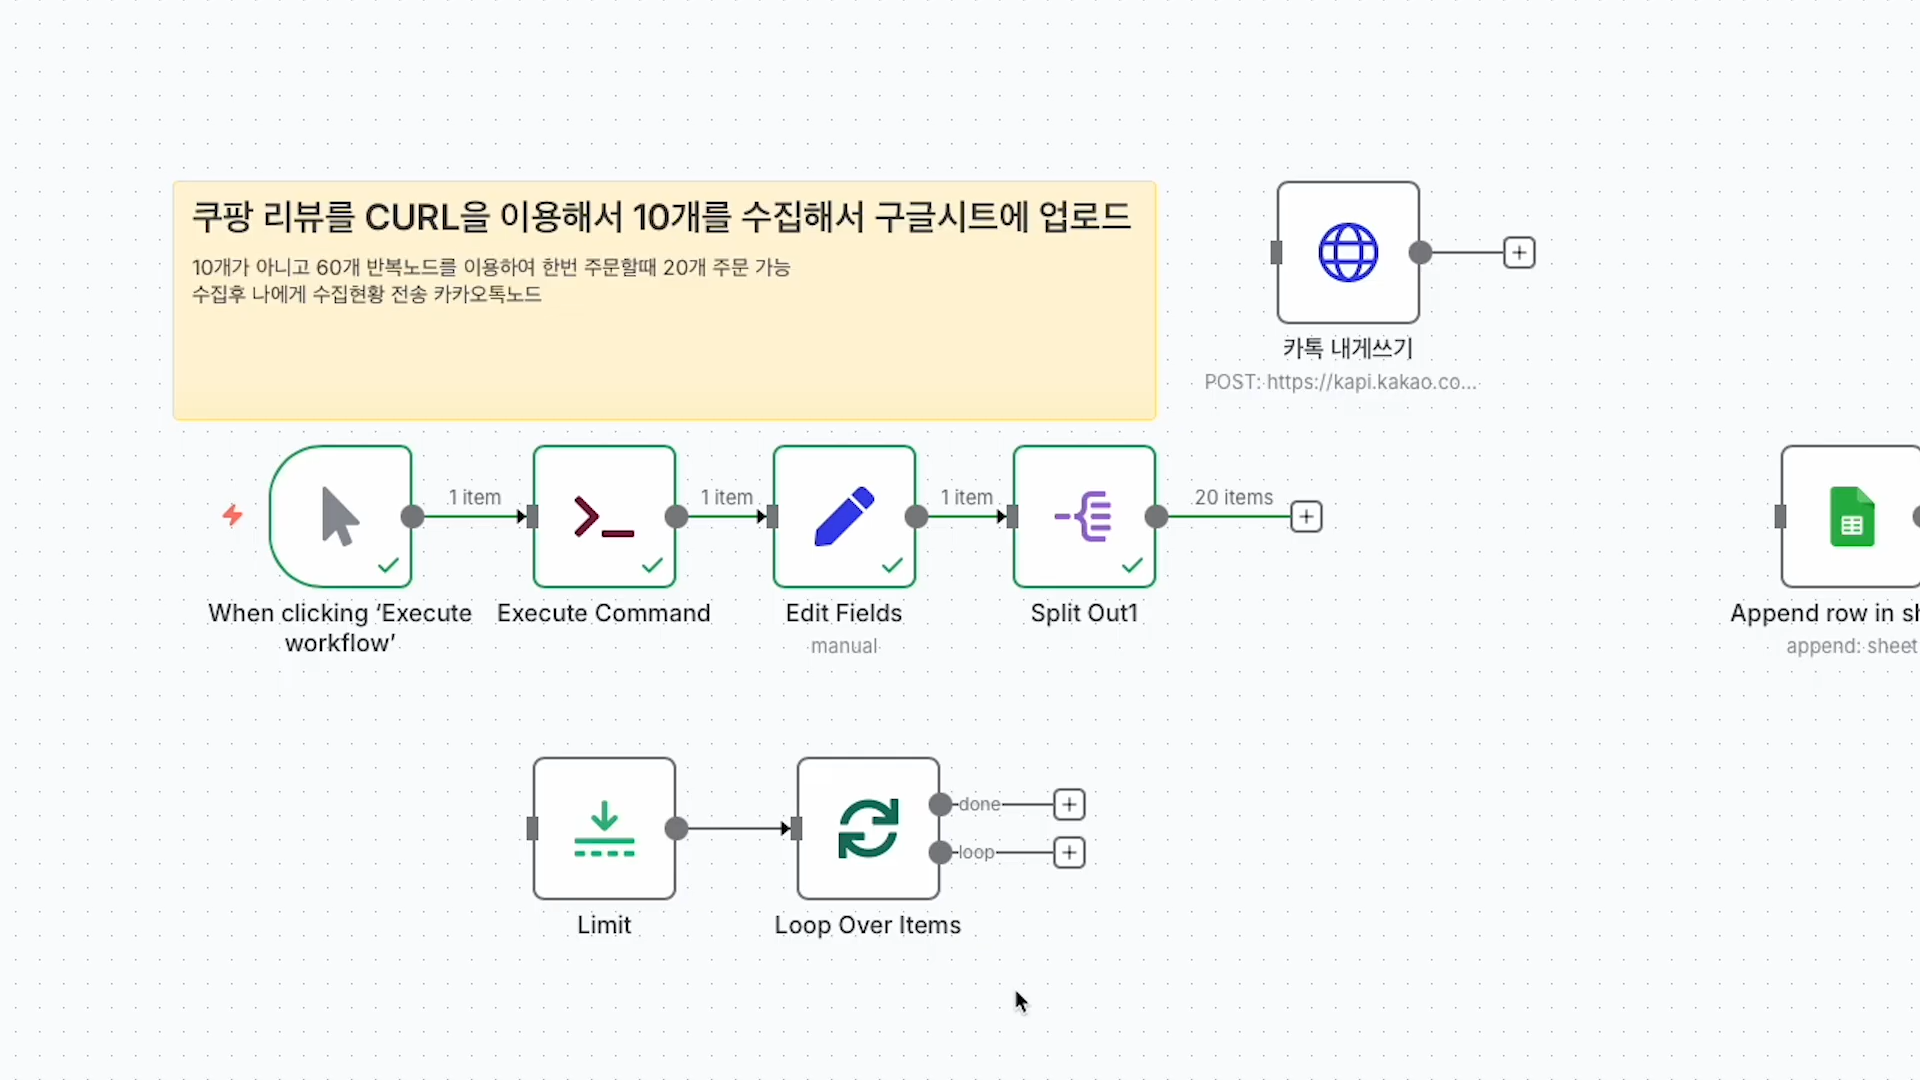 쿠팡 리뷰를 CURL을 이용해서 10개를 수집해서 구글시트에 업로드
10개가 아니고 60개 반복노드를 이용하여 한번 주문할때 20개 주문 가능
수집후 나에게 수집현황 전송 카카오톡노드
카톡 내게쓰기
POST: https://kapi.kakao.co...
1 item
1 item
1 item
20 items
When clicking ‘Execute
workflow’
Execute Command
Edit Fields
manual
Split Out1
Append row in sh
append: sheet
done
loop
Limit
Loop Over Items